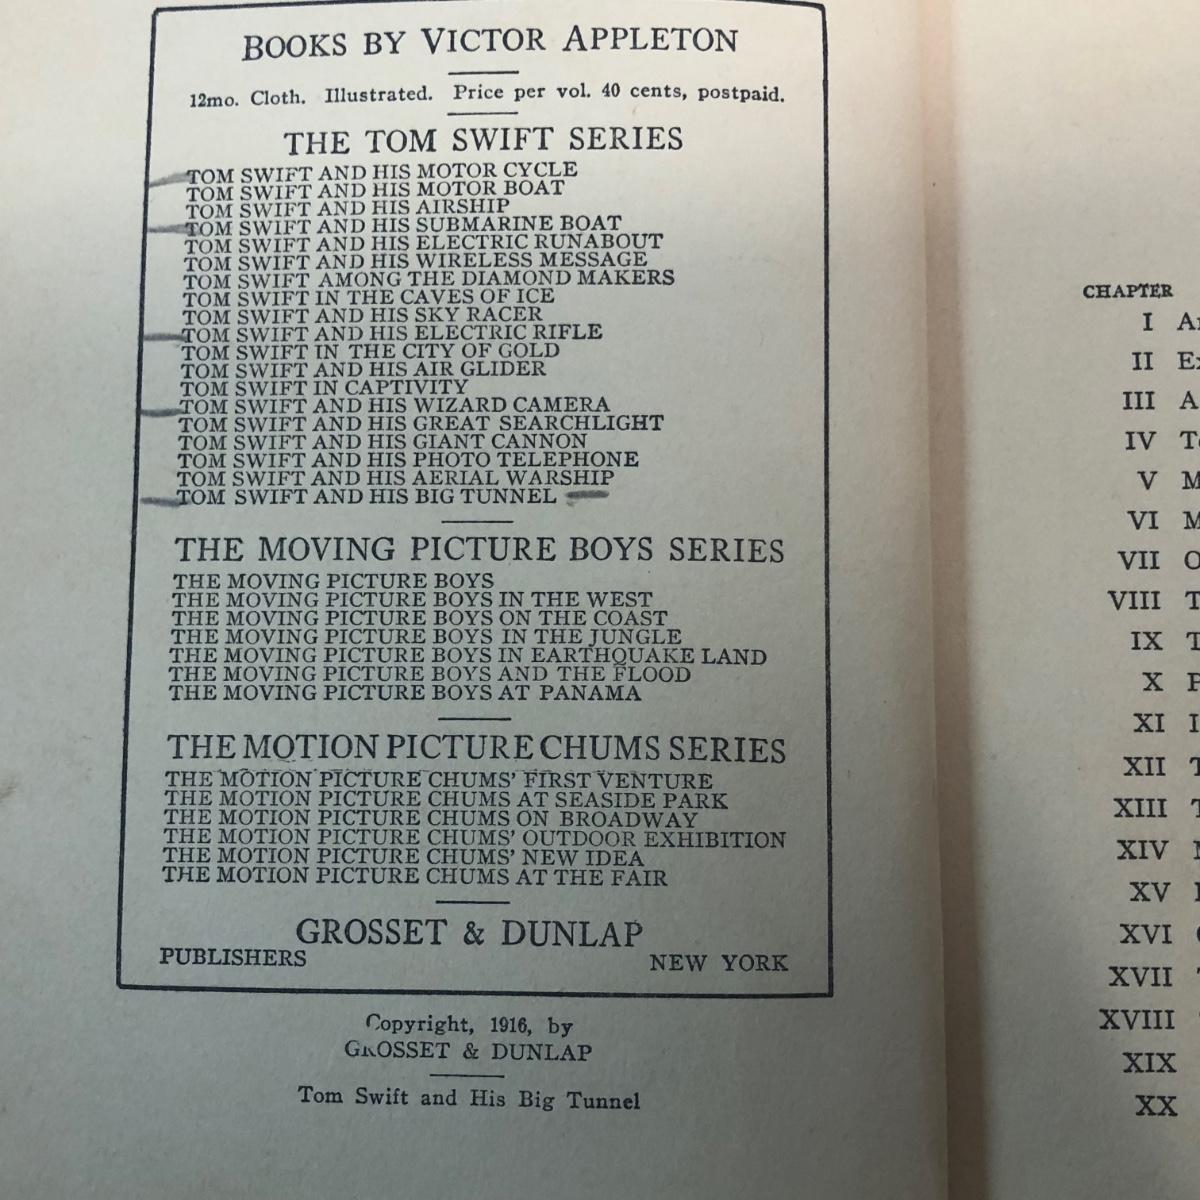 BOOKS BY VICTOR APPLETON
12mo. Cloth. Illustrated. Price per vol. 40 cents, postpaid.
THE TOM SWIFT SERIES
TOM SWIFT AND HIS MOTOR CYCLE
TOM SWIFT AND HIS MOTOR BOAT
TOM SWIFT AND HIS AIRSHIP
TOM SWIFT AND HIS SUBMARINE BOAT
TOM SWIFT AND HIS ELECTRIC RUNABOUT
TOM SWIFT AND HIS WIRELESS MESSAGE
TOM SWIFT AMONG THE DIAMOND MAKERS
TOM SWIFT IN THE CAVES OF ICE
TOM SWIFT AND HIS SKY RACER
TOM SWIFT AND HIS ELECTRIC RIFLE
TOM SWIFT IN THE CITY OF GOLD
TOM SWIFT AND HIS AIR GLIDER
TOM SWIFT IN CAPTIVITY
TOM SWIFT AND HIS WIZARD CAMERA
TOM SWIFT AND HIS GREAT SEARCHLIGHT
TOM SWIFT AND HIS GIANT CANNON
TOM SWIFT AND HIS PHOTO TELEPHONE
TOM SWIFT AND HIS AERIAL WARSHIP
TOM SWIFT AND HIS BIG TUNNEL
THE MOVING PICTURE BOYS SERIES
THE MOVING PICTURE BOYS
THE MOVING PICTURE BOYS IN THE WEST
THE MOVING PICTURE BOYS ON THE COAST
THE MOVING PICTURE BOYS IN THE JUNGLE
THE MOVING PICTURE BOYS IN EARTHQUAKE LAND
THE MOVING PICTURE BOYS AND THE FLOOD
THE MOVING PICTURE BOYS AT PANAMA
THE MOTION PICTURE CHUMS SERIES
THE MOTION PICTURE CHUMS' FIRST VENTURE
THE MOTION PICTURE CHUMS AT SEASIDE PARK
THE MOTION PICTURE CHUMS ON BROADWAY
THE MOTION PICTURE CHUMS' OUTDOOR EXHIBITION
THE MOTION PICTURE CHUMS' NEW IDEA
THE MOTION PICTURE CHUMS AT THE FAIR
GROSSET & DUNLAP
PUBLISHERS NEW YORK
Copyright, 1916, by
GROSSET & DUNLAP
Tom Swift and His Big Tunnel
CHAPTER
I
II
III A
IV
V
VI
VII
VIII
IX
X
XI
XII
XIII
XIV
XV
XVI
XVII
XVIII
XIX
XX